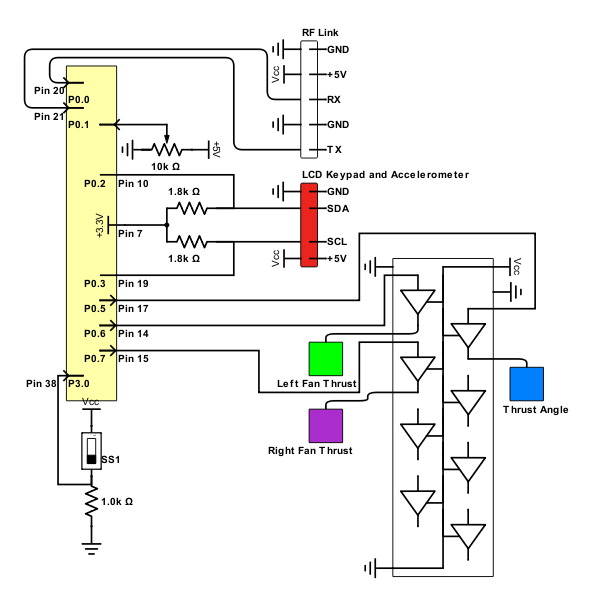 RF Link
GND
Vcc
+5V
Pin 20
P0.0
RX
Pin 21
P0.1
GND
+5V
TX
10k Ω
LCD Keypad and Accelerometer
P0.2
Pin 10
1.8k Ω
GND
SDA
+3.3V
Pin 7
SCL
1.8k Ω
Vcc
+5V
Vcc
P0.3
Pin 19
P0.5
Pin 17
P0.6
Pin 14
P0.7
Pin 15
Left Fan Thrust
Pin 38
P3.0
Vcc
Thrust Angle
Right Fan Thrust
SS1
1.0k Ω